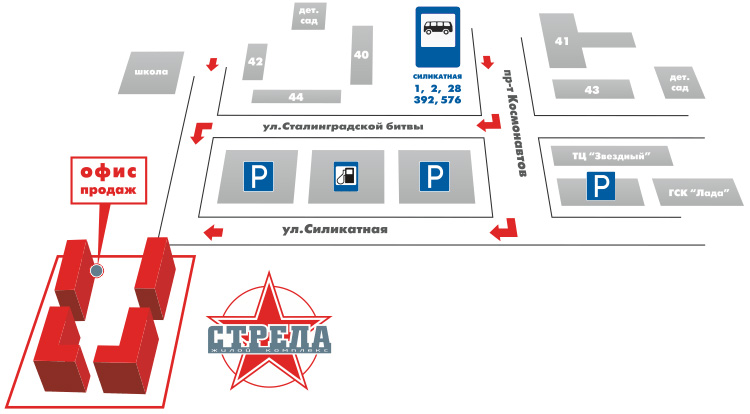 дет.
сад
42
40
44
школа
СИЛИКАТНАЯ
1, 2, 28
392, 576
пр-т Космонавтов
41
43
дет.
сад
ул.Сталинградской битвы
P
P
ТЦ "Звездный"
P
ГСК "Лада"
офис
продаж
ул.Силикатная
СТРЕЛА
ЖИЛОЙ КОМПЛЕКС